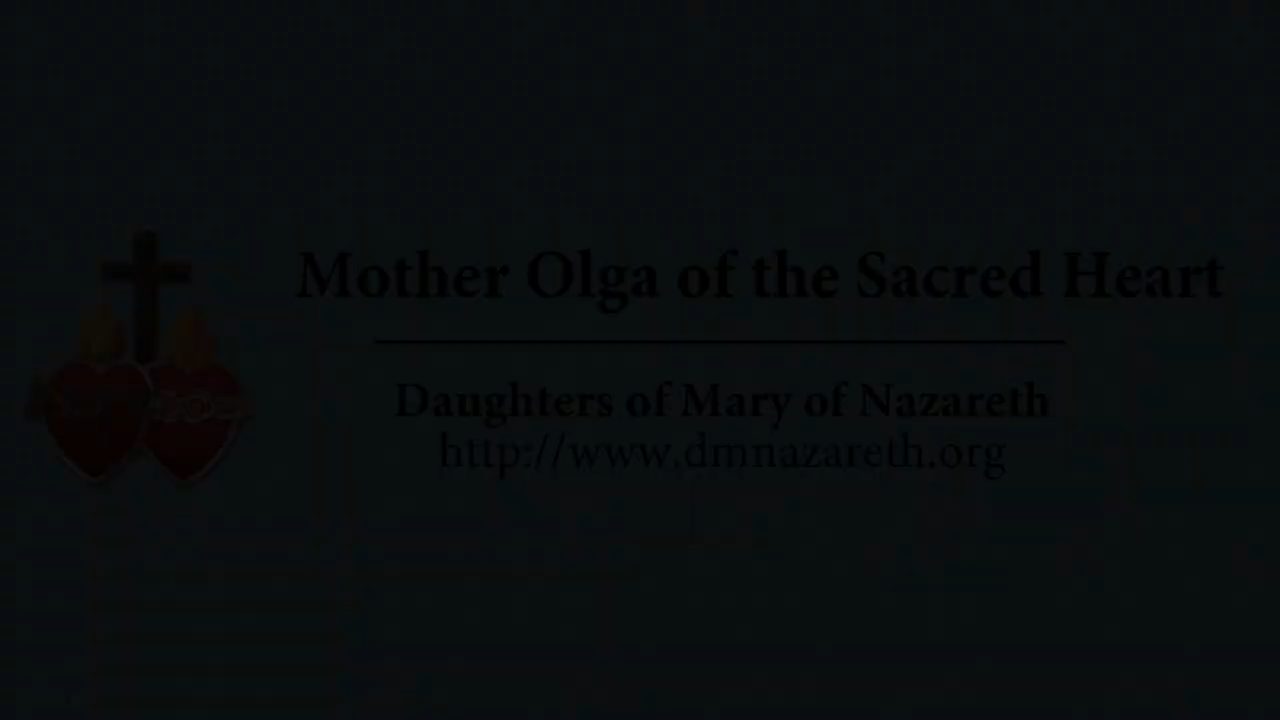 Mother Olga of the Sacred Heart
Daughters of Mary of Nazareth
http://www.dmnazareth.org